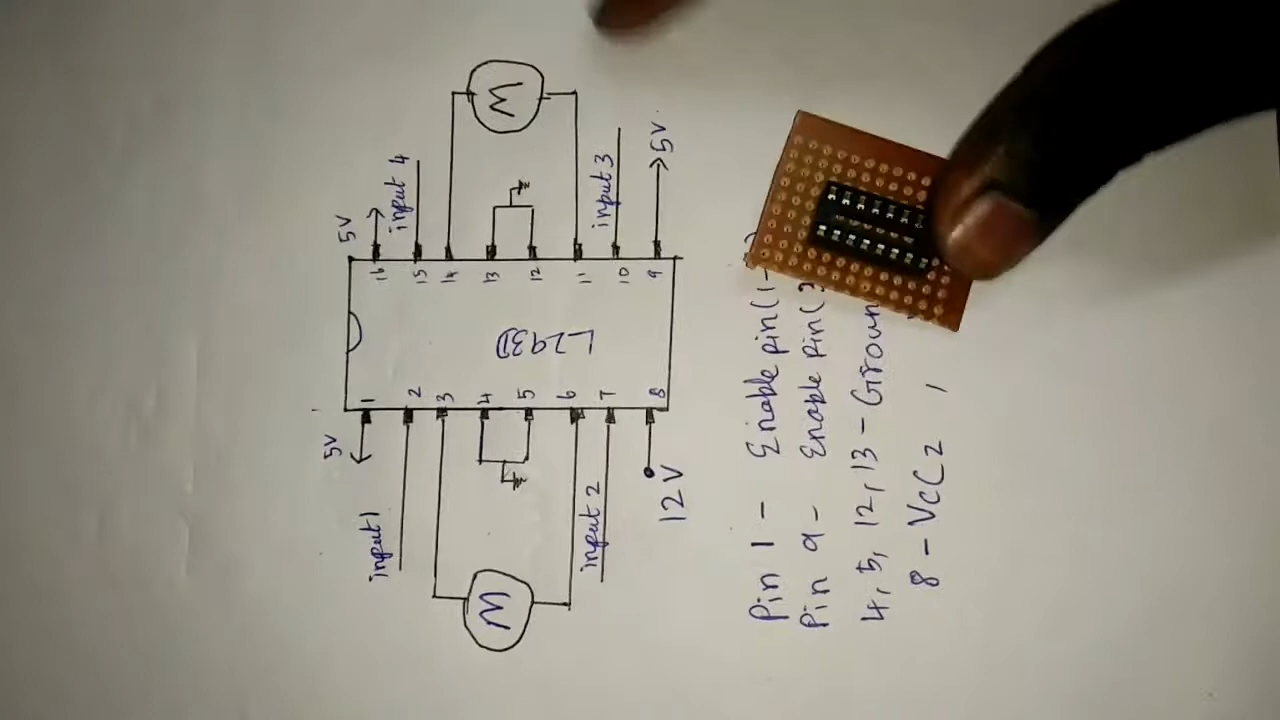 5V
input 4
input 3
5V
16 15 14 13 12 11 10 9
M
L293D
1 2 3 4 5 6 7 8
5V
input 1
input 2
12V
M
Pin 1 - Enable pin (1-
Pin 9 - Enable Pin (
4, 5, 12, 13 - Groun
8 - VCC2,